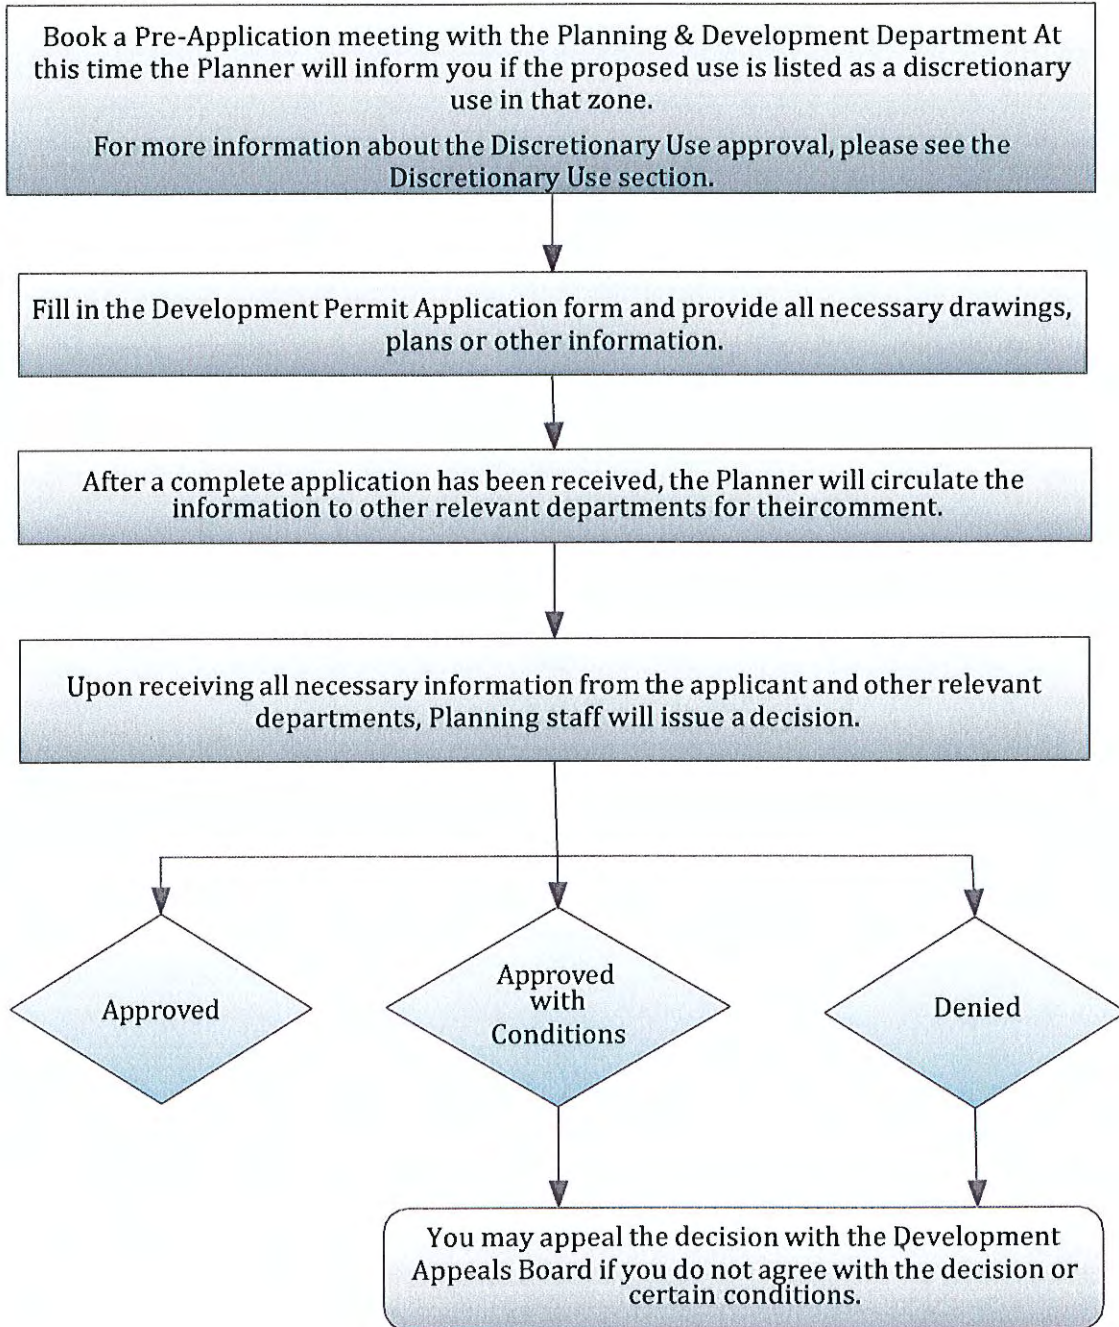 Book a Pre-Application meeting with the Planning & Development Department At
this time the Planner will inform you if the proposed use is listed as a discretionary
use in that zone.
For more information about the Discretionary Use approval, please see the
Discretionary Use section.
Fill in the Development Permit Application form and provide all necessary drawings,
plans or other information.
After a complete application has been received, the Planner will circulate the
information to other relevant departments for theircomment.
Upon receiving all necessary information from the applicant and other relevant
departments, Planning staff will issue a decision.
Approved
Approved
with
Conditions
Denied
You may appeal the decision with the Development
Appeals Board if you do not agree with the decision or
certain conditions.